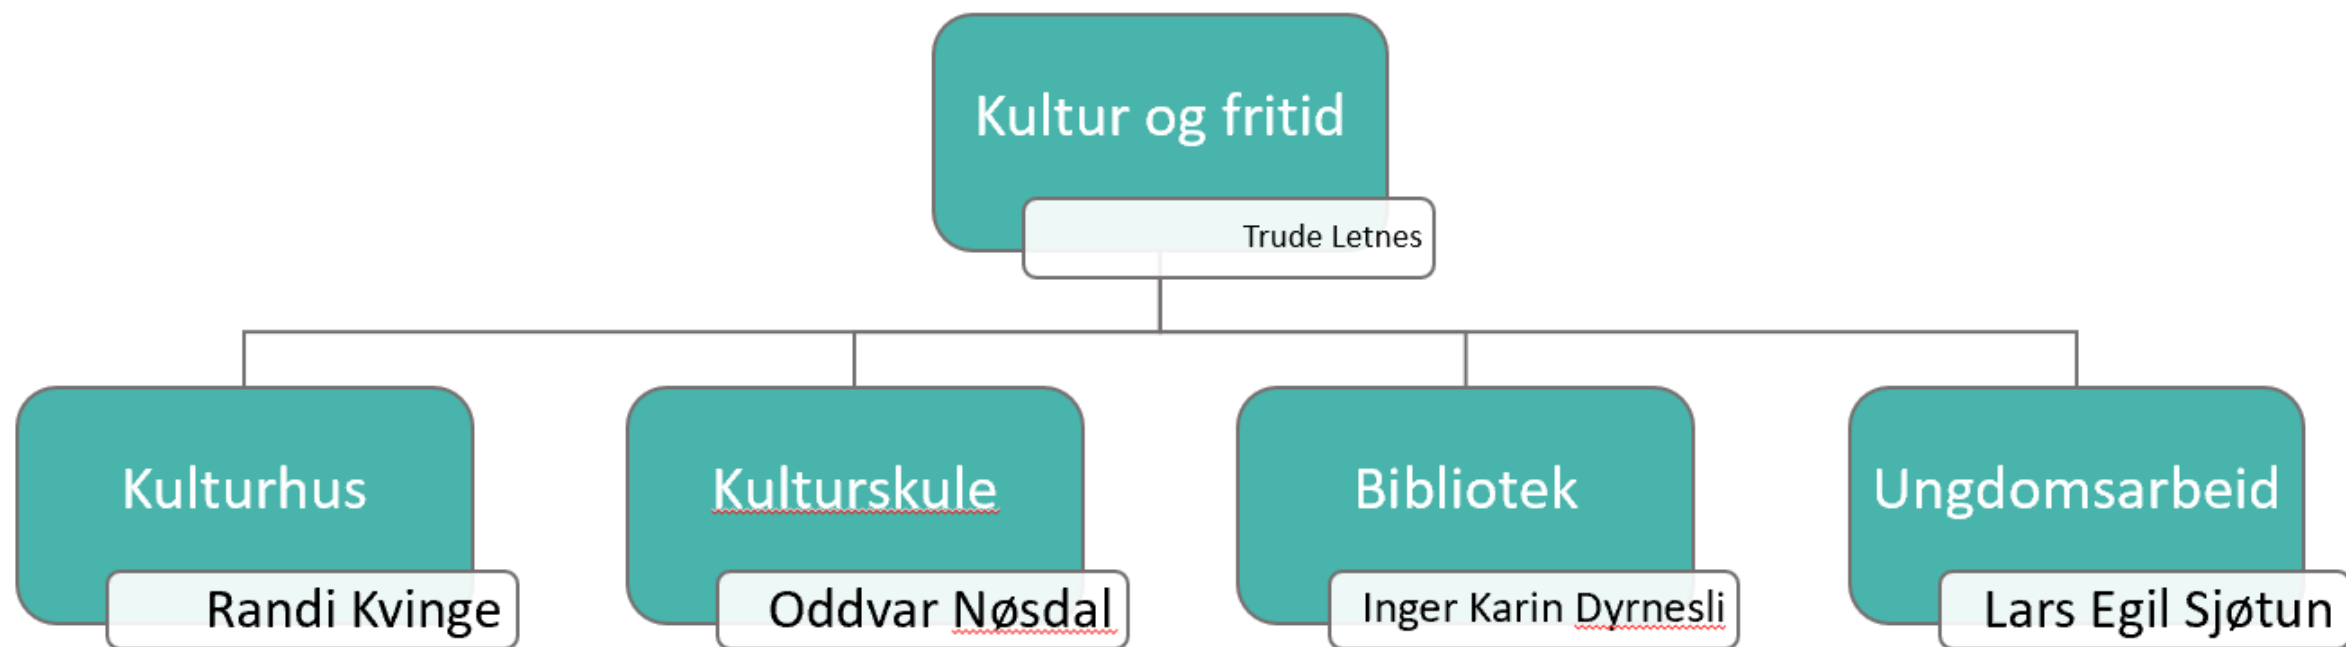 Kultur og fritid
Trude Letnes
Kulturhus
Randi Kvinge
Kulturskule
Oddvar Nøsdal
Bibliotek
Inger Karin Dyrnesli
Ungdomsarbeid
Lars Egil Sjøtun